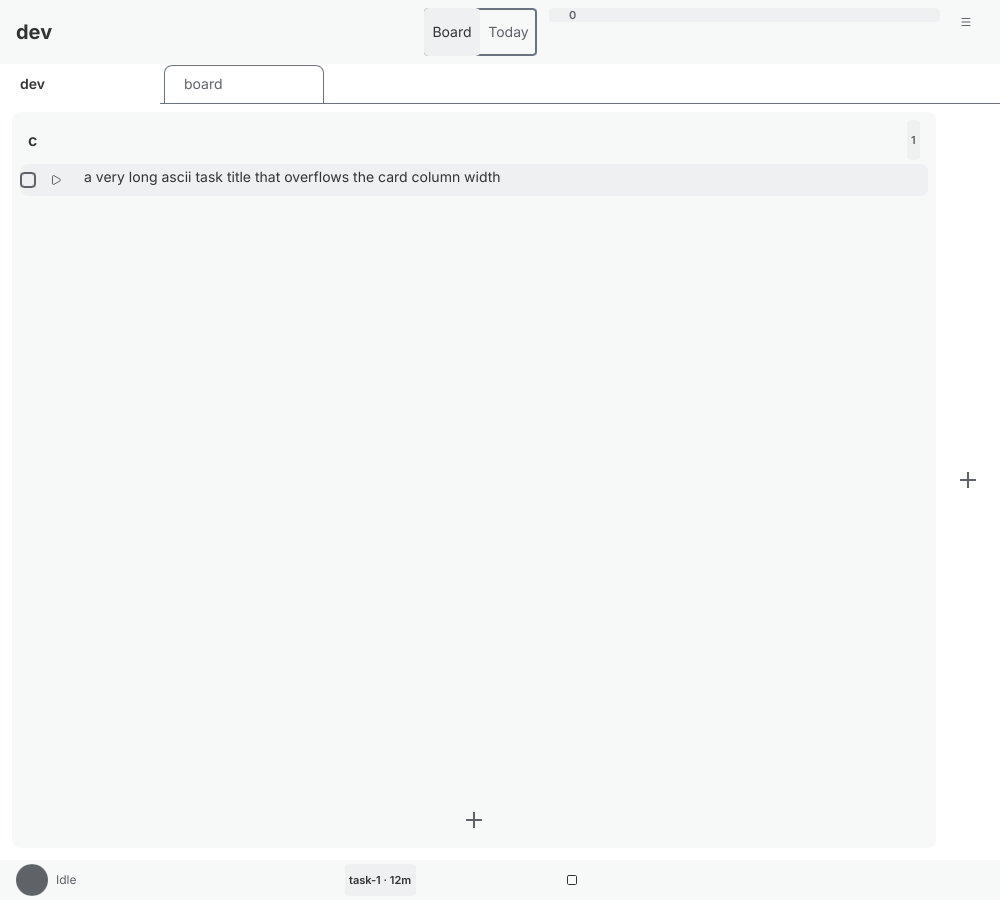 dev
Board Today
0
dev board
c
1
a very long ascii task title that overflows the card column width
Idle
task-1 · 12m